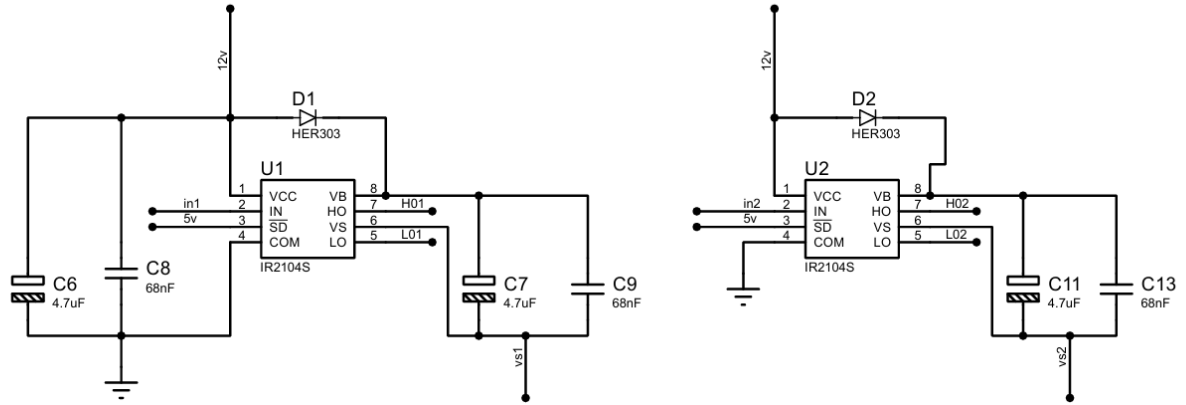 12v
D1
HER303
U1
1
VCC
VB
8
in1
2
IN
HO
7
H01
5v
3
SD
VS
6
4
COM
LO
5
L01
IR2104S
C6
4.7uF
C8
68nF
C7
4.7uF
C9
68nF
vs1
12v
D2
HER303
U2
1
VCC
VB
8
in2
2
IN
HO
7
H02
5v
3
SD
VS
6
4
COM
LO
5
L02
IR2104S
C11
4.7uF
C13
68nF
vs2